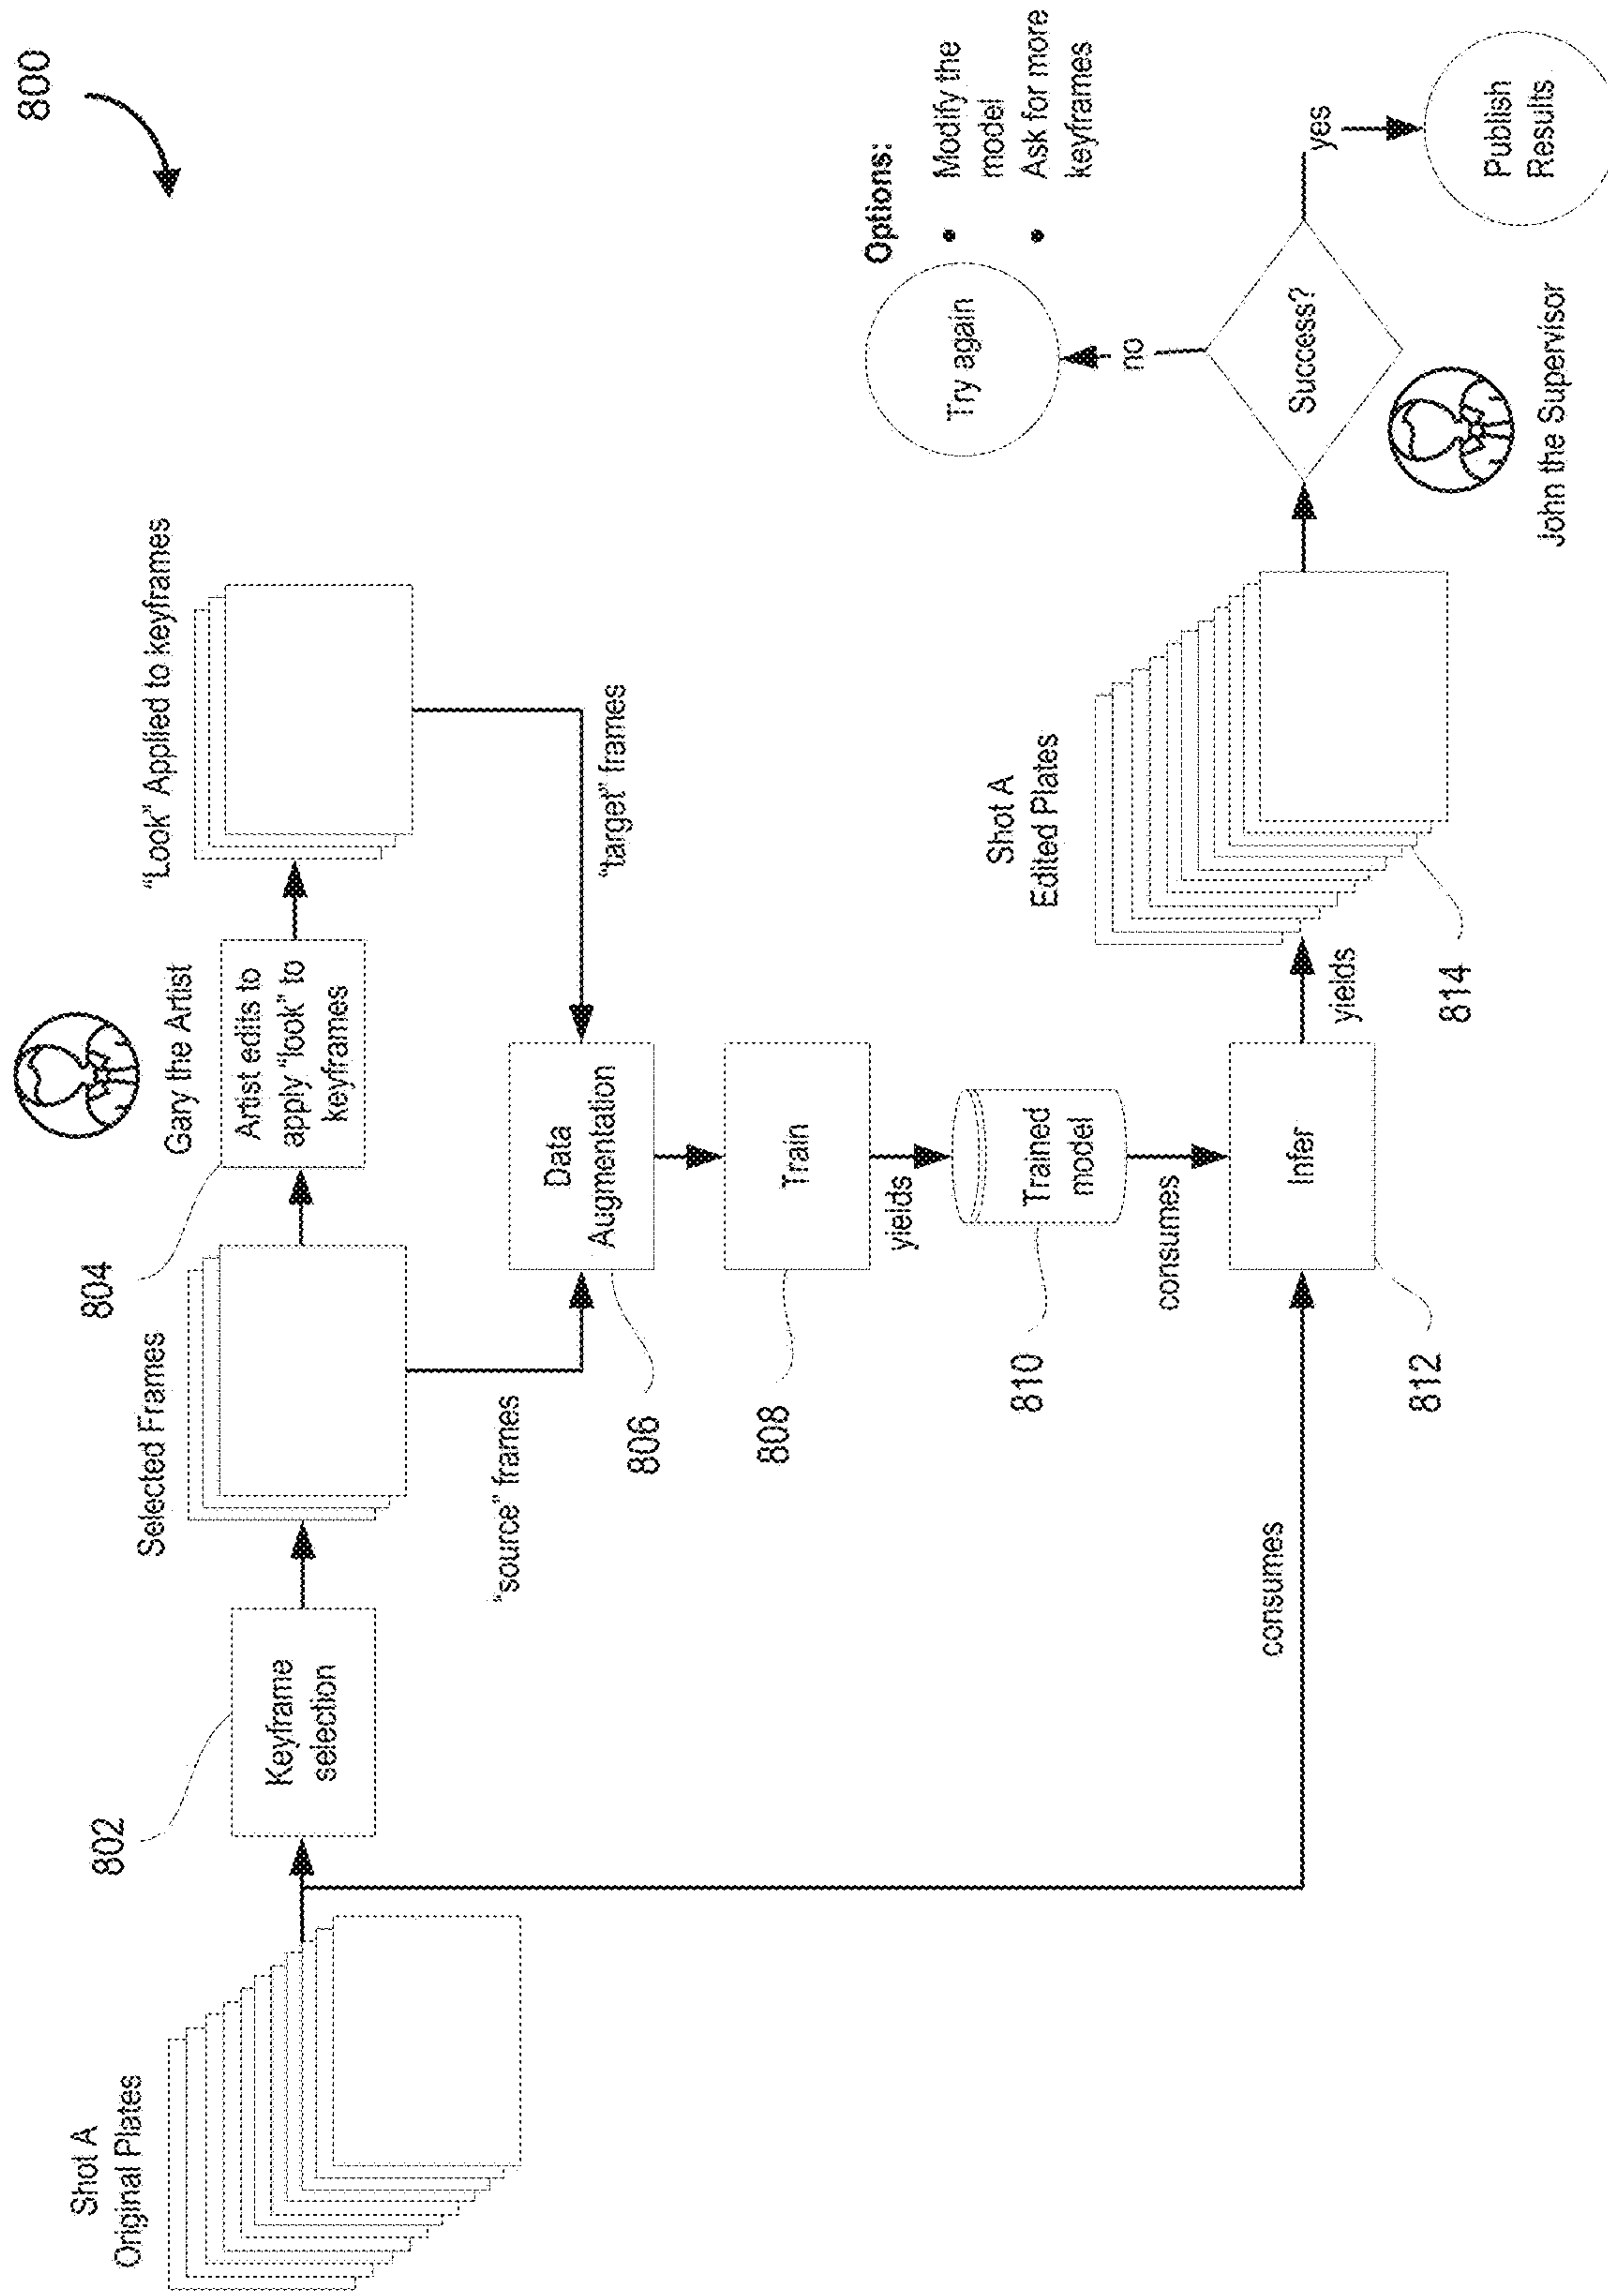 800
Shot A
Original Plates
802
Keyframe
selection
Selected Frames
804
Gary the Artist
Artist edits to
apply “look” to
keyframes
“Look” Applied to keyframes
“source” frames
“target” frames
806
Data
Augmentation
808
Train
yields
810
Trained
model
consumes
consumes
812
Infer
yields
814
Shot A
Edited Plates
Success?
John the Supervisor
no
Try again
Options:
• Modify the
model
• Ask for more
keyframes
yes
Publish
Results